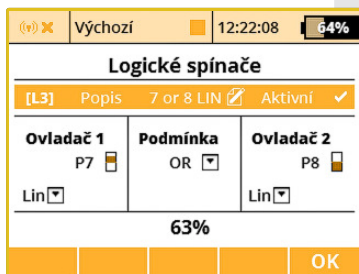 Výchozí 12:22:08 64%
Logické spínače
[L3] Popis 7 or 8 LIN Aktivní
Ovladač 1 Podmínka Ovladač 2
P7 OR P8
Lin Lin
63%
OK